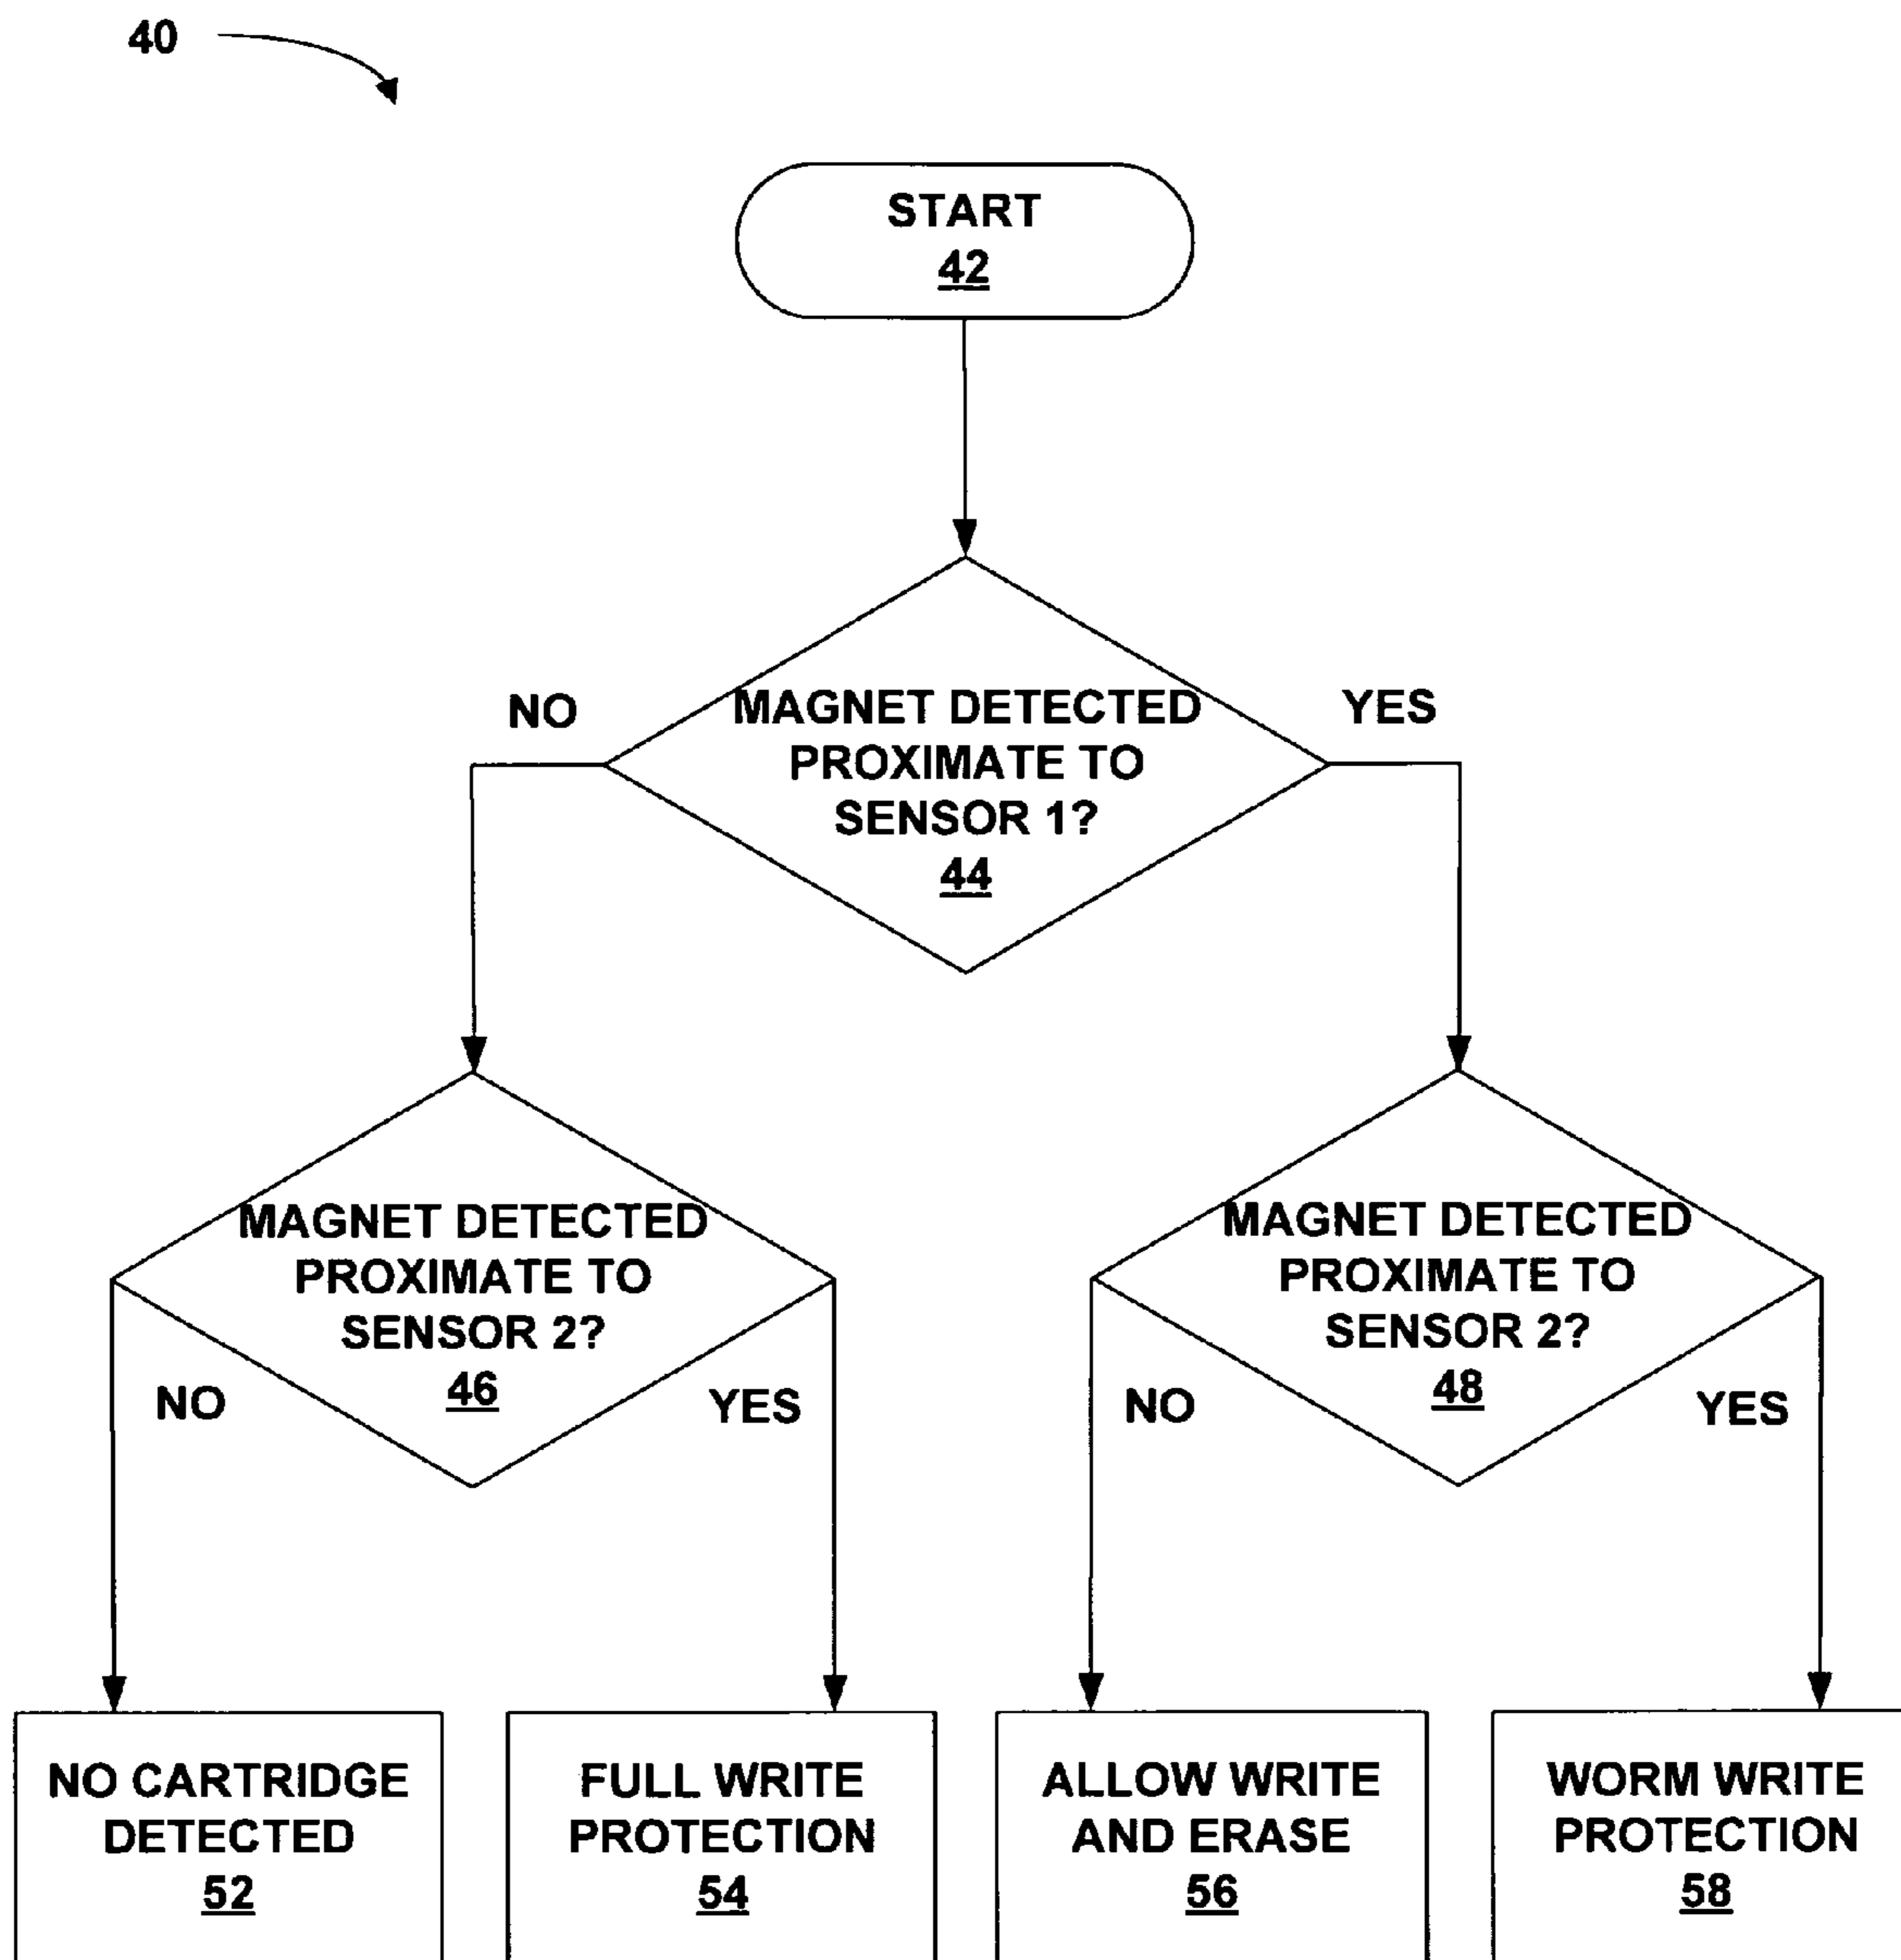 40
START
42
NO
MAGNET DETECTED
PROXIMATE TO
SENSOR 1?
44
YES
MAGNET DETECTED
PROXIMATE TO
SENSOR 2?
46
NO
YES
MAGNET DETECTED
PROXIMATE TO
SENSOR 2?
48
NO
YES
NO CARTRIDGE
DETECTED
52
FULL WRITE
PROTECTION
54
ALLOW WRITE
AND ERASE
56
WORM WRITE
PROTECTION
58